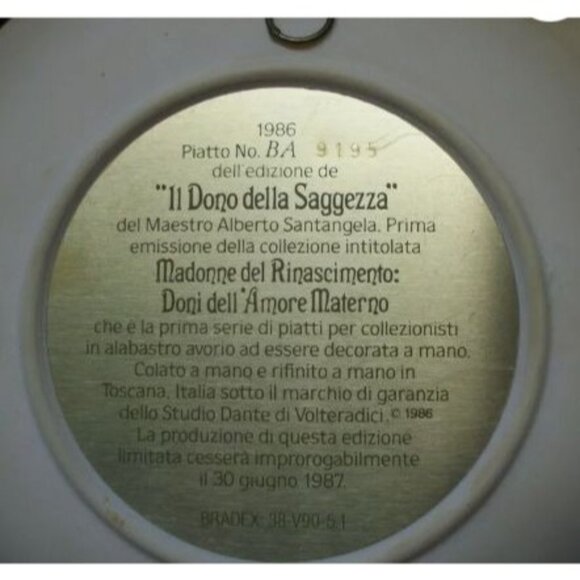 1986
Piatto No. BA 9195
dell'edizione de
"Il Dono della Saggezza"
del Maestro Alberto Santangela. Prima
emissione della collezione intitolata
Madonne del Rinascimento:
Doni dell'Amore Materno
che è la prima serie di piatti per collezionisti
in alabastro avorio ad essere decorata a mano.
Colato a mano e rifinito a mano in
Toscana, Italia sotto il marchio di garanzia
dello Studio Dante di Volteradici.© 1986
La produzione di questa edizione
limitata cesserà improrogabilmente
il 30 giugno 1987.
BRADEX: 38-V90-5.1